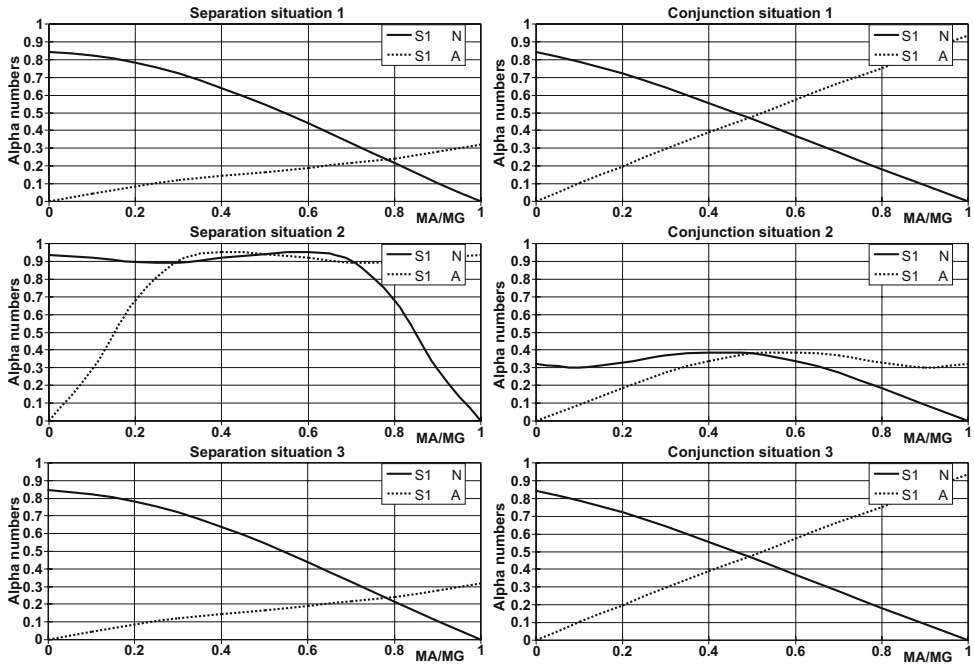 Separation situation 1
Alpha numbers
1
0.9
0.8
0.7
0.6
0.5
0.4
0.3
0.2
0.1
0
S1 N
S1 A
0 0.2 0.4 0.6 0.8 MA/MG 1
Conjunction situation 1
Alpha numbers
1
0.9
0.8
0.7
0.6
0.5
0.4
0.3
0.2
0.1
0
S1 N
S1 A
0 0.2 0.4 0.6 0.8 MA/MG 1
Separation situation 2
Alpha numbers
1
0.9
0.8
0.7
0.6
0.5
0.4
0.3
0.2
0.1
0
S1 N
S1 A
0 0.2 0.4 0.6 0.8 MA/MG 1
Conjunction situation 2
Alpha numbers
1
0.9
0.8
0.7
0.6
0.5
0.4
0.3
0.2
0.1
0
S1 N
S1 A
0 0.2 0.4 0.6 0.8 MA/MG 1
Separation situation 3
Alpha numbers
1
0.9
0.8
0.7
0.6
0.5
0.4
0.3
0.2
0.1
0
S1 N
S1 A
0 0.2 0.4 0.6 0.8 MA/MG 1
Conjunction situation 3
Alpha numbers
1
0.9
0.8
0.7
0.6
0.5
0.4
0.3
0.2
0.1
0
S1 N
S1 A
0 0.2 0.4 0.6 0.8 MA/MG 1